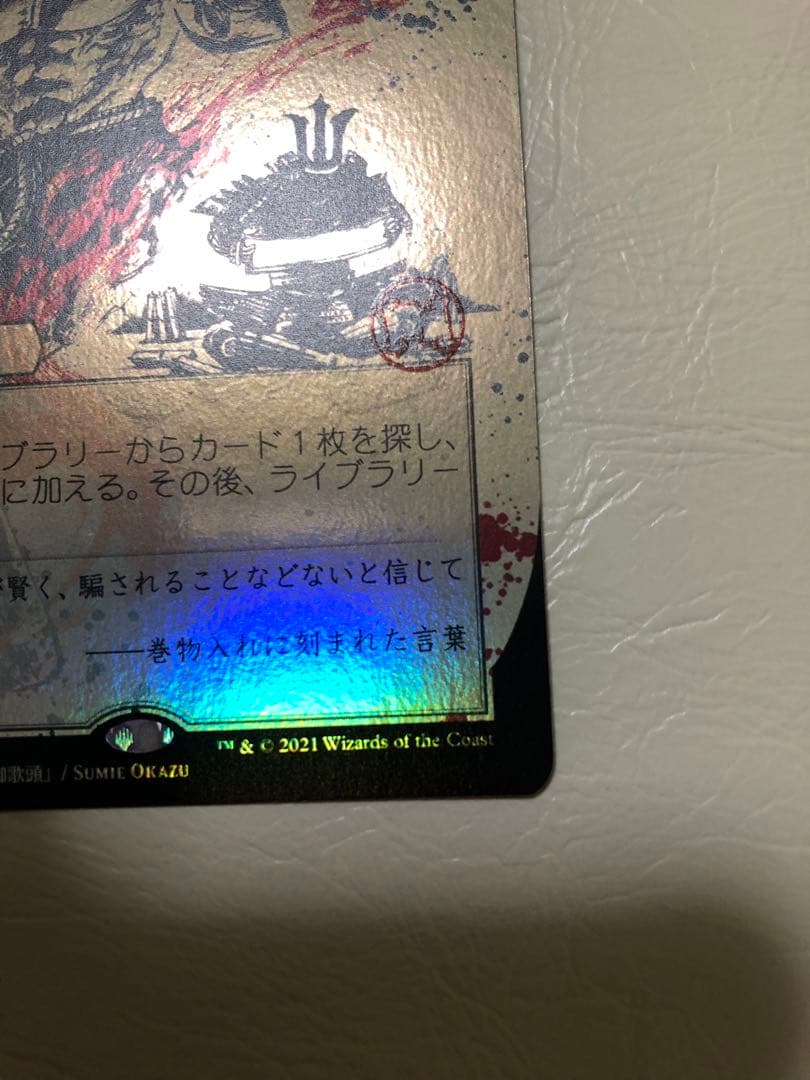 ブラリーからカード1枚を探し、
に加える。その後、ライブラリー
賢く、騙されることなどないと信じて
――巻物入れに刻まれた言葉
™ & © 2021 Wizards of the Coast
歌頭」/ SUMIE OKAZU